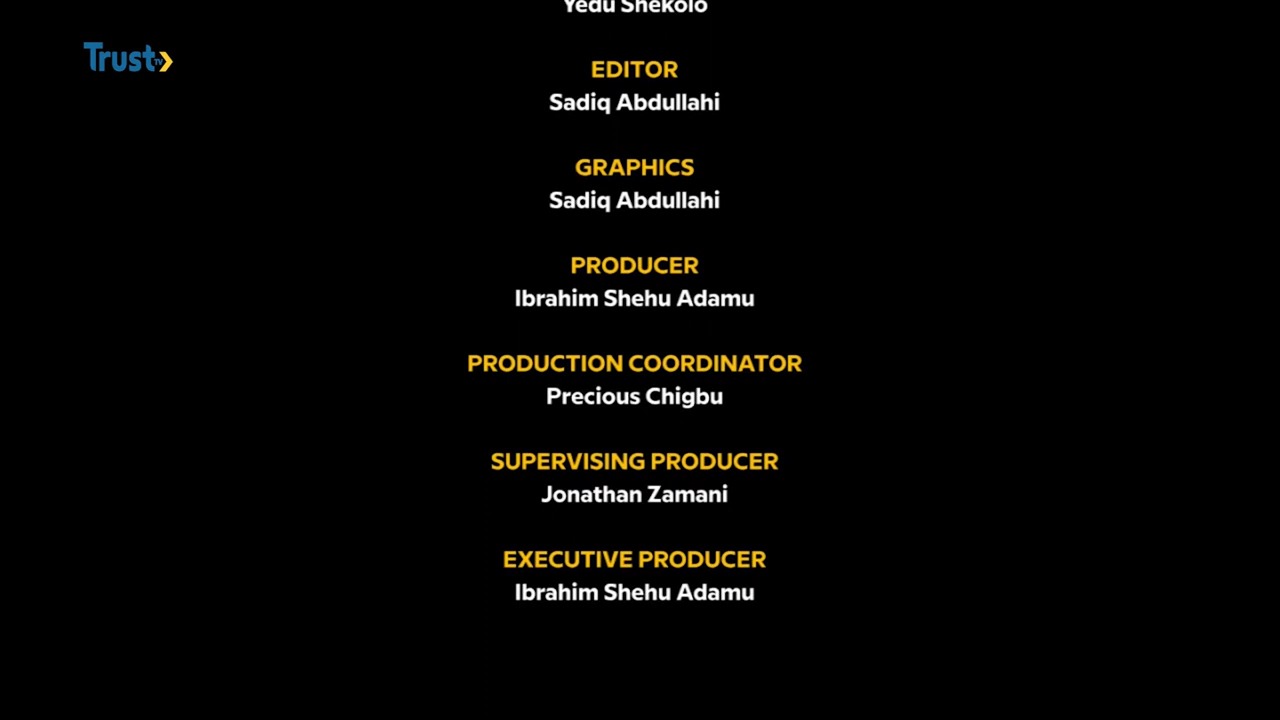 Yedu Shekolo
Trust TV
EDITOR
Sadiq Abdullahi
GRAPHICS
Sadiq Abdullahi
PRODUCER
Ibrahim Shehu Adamu
PRODUCTION COORDINATOR
Precious Chigbu
SUPERVISING PRODUCER
Jonathan Zamani
EXECUTIVE PRODUCER
Ibrahim Shehu Adamu